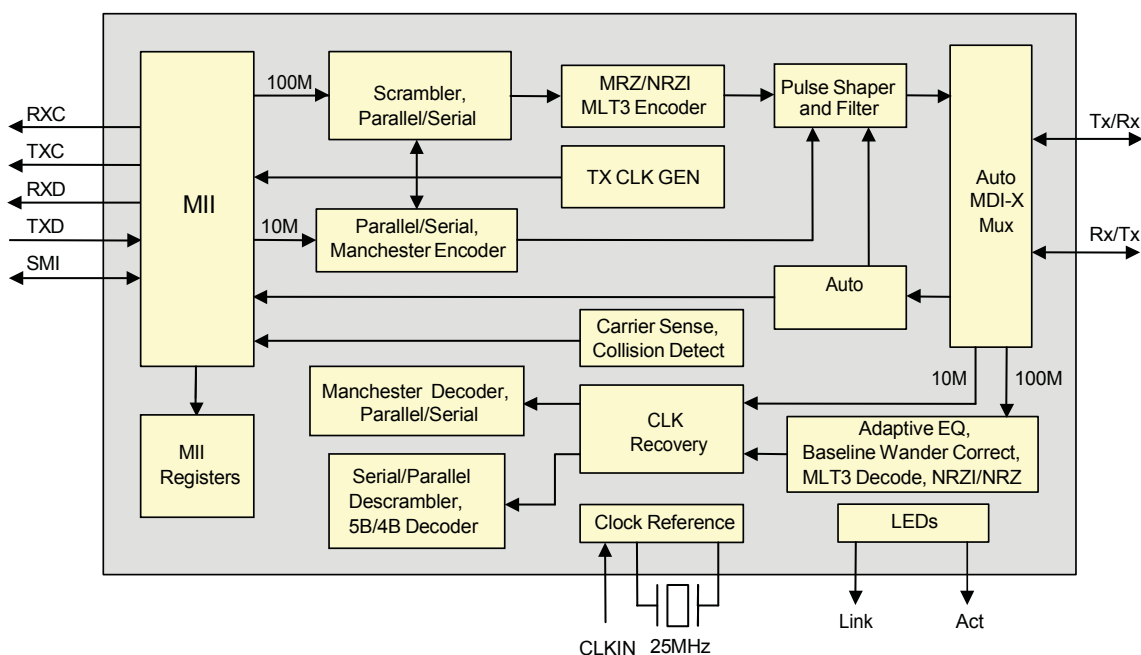 RXC
TXC
RXD
TXD
SMI
MII
100M
Scrambler,
Parallel/Serial
MRZ/NRZI
MLT3 Encoder
Pulse Shaper
and Filter
TX CLK GEN
10M
Parallel/Serial,
Manchester Encoder
Auto
Auto
MDI-X
Mux
Tx/Rx
Rx/Tx
Carrier Sense,
Collision Detect
10M
100M
Manchester Decoder,
Parallel/Serial
CLK
Recovery
Adaptive EQ,
Baseline Wander Correct,
MLT3 Decode, NRZI/NRZ
MII
Registers
Serial/Parallel
Descrambler,
5B/4B Decoder
Clock Reference
LEDs
CLKIN
25MHz
Link
Act